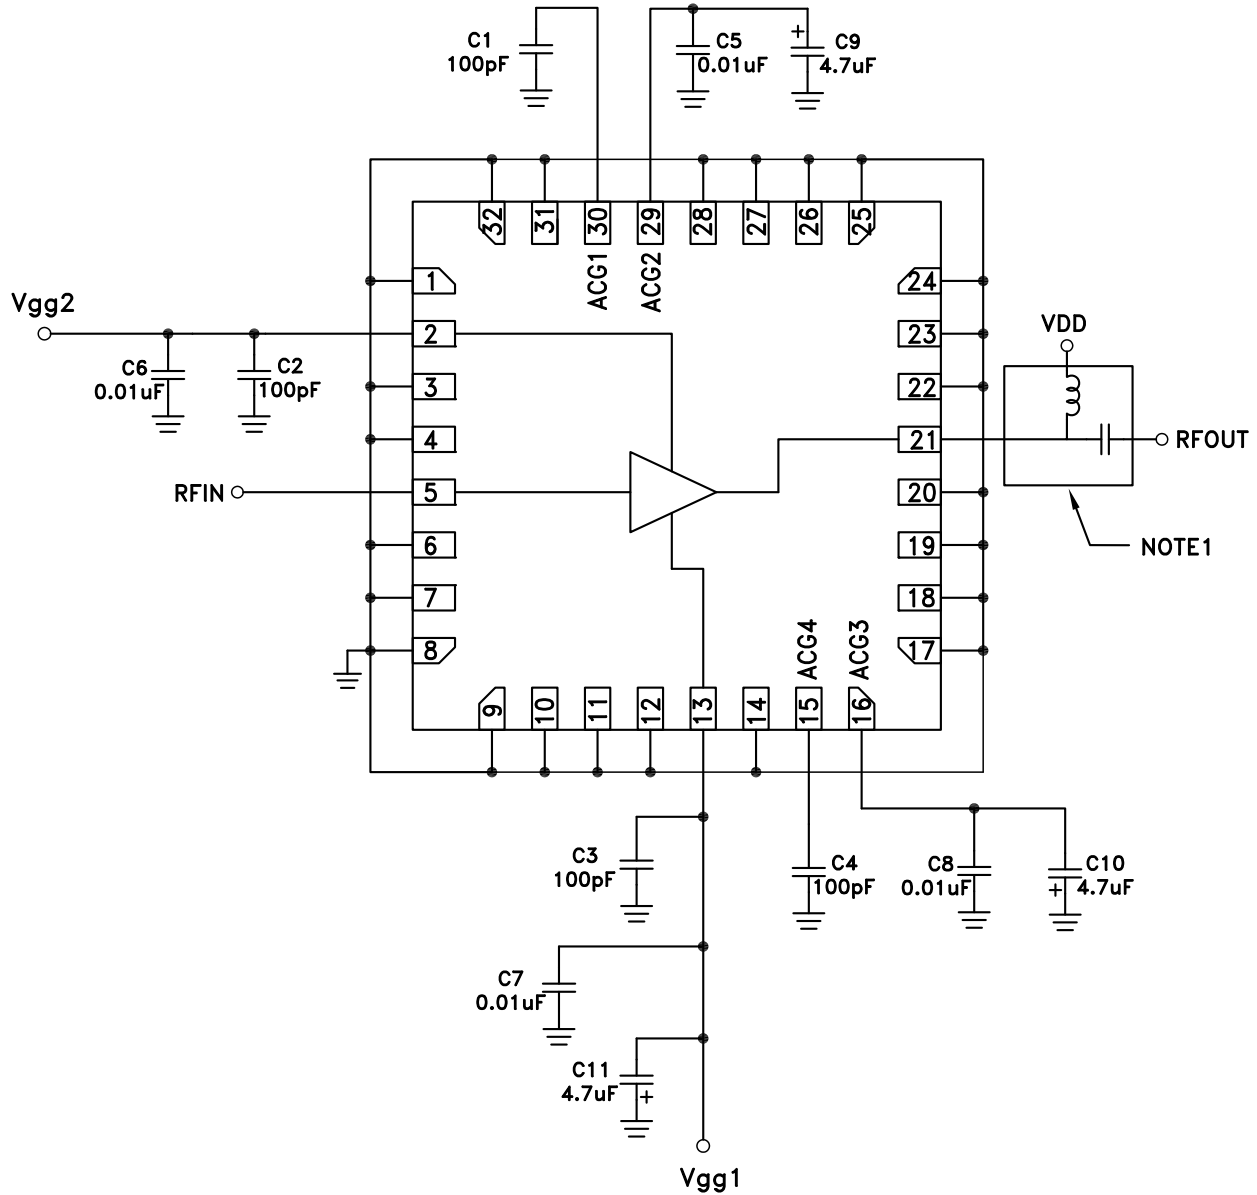 C1
100pF
C5
0.01uF
C9
+
4.7uF
32
31
30
29
28
27
26
25
ACG1
ACG2
Vgg2
C6
0.01uF
C2
100pF
RFIN
1
2
3
4
5
6
7
8
24
23
22
21
20
19
18
17
VDD
RFOUT
NOTE1
ACG4
ACG3
9
10
11
12
13
14
15
16
C3
100pF
C4
100pF
C8
0.01uF
C10
+
4.7uF
C7
0.01uF
C11
4.7uF
+
Vgg1